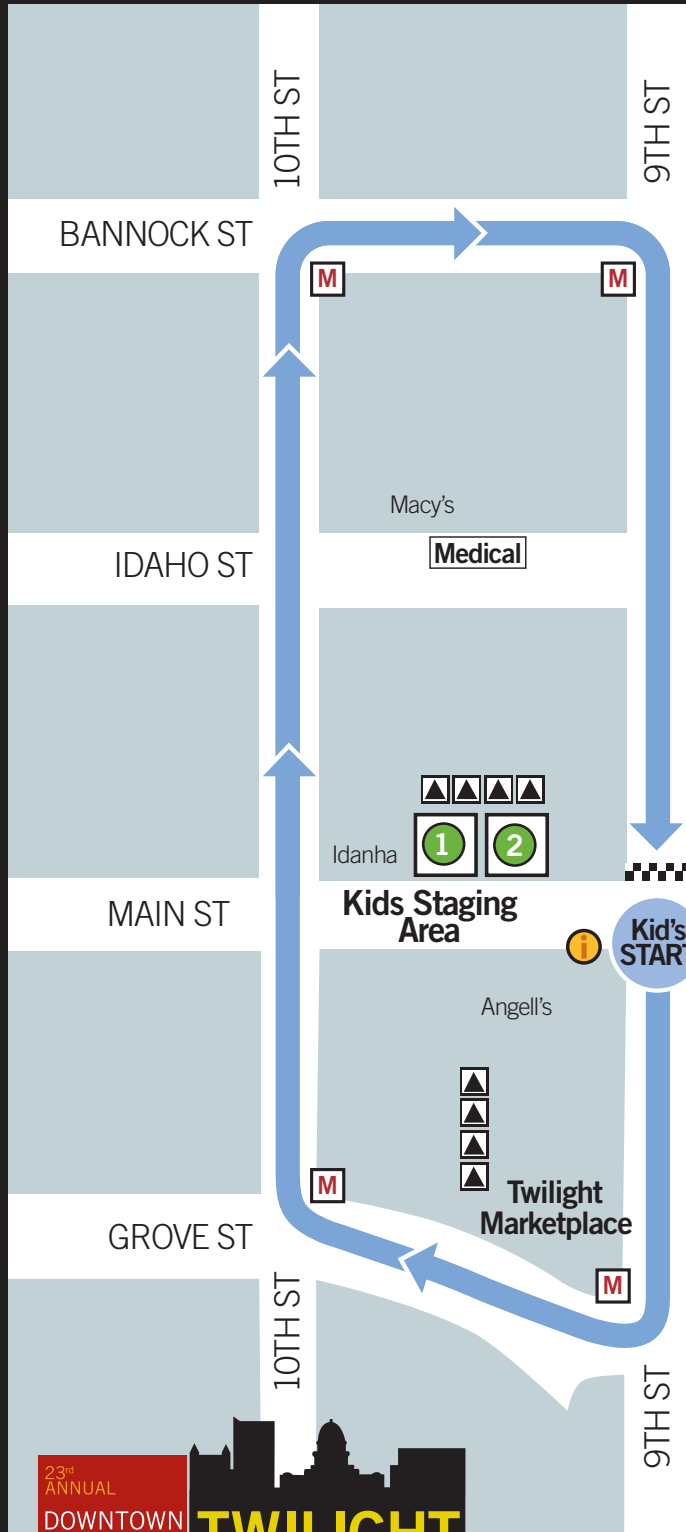 10TH ST
9TH ST
BANNOCK ST
M
M
Macy's
IDAHO ST
Medical
Idanha
1
2
MAIN ST
Kids Staging
Area
i
Kid's
START
Angell's
M
Twilight
Marketplace
GROVE ST
M
10TH ST
9TH ST
23rd
ANNUAL
DOWNTOWN
TWILIGHT